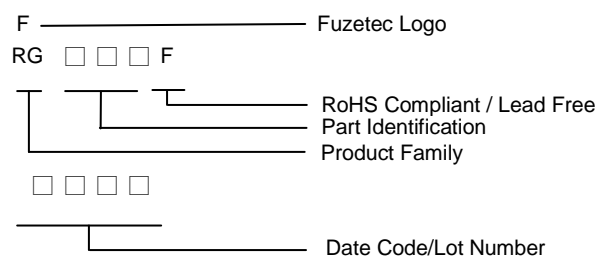 F Fuzetec Logo
RG □ □ □ F
RoHS Compliant / Lead Free
Part Identification
Product Family
□ □ □ □
Date Code/Lot Number